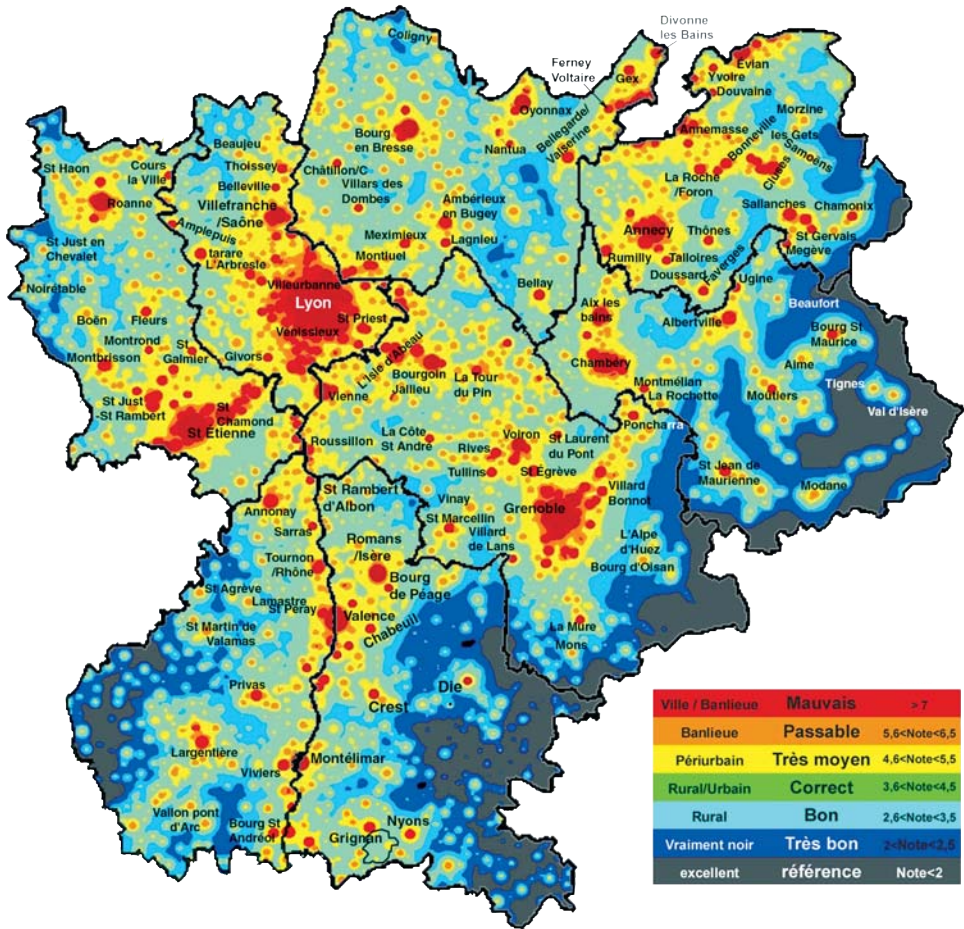 Divonne
les Bains
Coligny
Ferney
Voltaire
Gex
Evian
Yvoire
Douvaine
Oyonnax
Morzine
les Gets
Samoëns
Bourg
en Bresse
Bellegarde/
Valserine
Annemasse
Bonneville
Cluses
Beaujeu
Nantua
St Haon
Cours
la Ville
Thoissey
Châtillon/C
La Roche
/Foron
Belleville
Villars des
Dombes
Roanne
Villefranche
/Saône
Ambérieux
en Bugey
Sallanches
Chamonix
Amplepuis
Annecy
Thônes
St Gervais
Megève
St Just en
Chevalet
tarare
L'Arbresle
Meximieux
Lagnieu
Montluel
Rumilly
Talloires
Doussard
Faverges
Ugine
Noirétable
Villeurbanne
Lyon
Bellay
Aix les
bains
Beaufort
Boën
Fleurs
St Priest
Albertville
Bourg St
Maurice
Montrond
Vénissieux
Montbrisson
St
Galmier
Givors
L'Isle d'Abeau
Bourgoin
Jallieu
La Tour
du Pin
Chambéry
Aime
Montmélian
La Rochette
Tignes
St Just
-St Rambert
Vienne
Moûtiers
Val d'Isère
St
Chamond
St Etienne
Roussillon
La Côte
St André
Voiron
Rives
St Laurent
du Pont
Ponchara
Tullins
St Égrève
St Jean de
Maurienne
Modane
St Rambert
d'Albon
Vinay
Grenoble
Villard
Bonnot
Annonay
Sarras
St Marcellin
Villard
de Lans
Romans
/Isère
L'Alpe
d'Huez
Bourg d'Oisan
Tournon
/Rhône
Bourg
de Péage
St Agrève
Lamastre
St Péray
Valence
Chabeuil
St Martin de
Valamas
La Mure
Mons
Privas
Die
Crest
Largentière
Viviers
Montélimar
Vallon pont
d'Arc
Bourg St
Andréol
Nyons
Grignan
Ville / Banlieue Mauvais > 7
Banlieue Passable 5,6<Note<6,5
Périurbain Très moyen 4,6<Note<5,5
Rural/Urbain Correct 3,6<Note<4,5
Rural Bon 2,6<Note<3,5
Vraiment noir Très bon 2<Note<2,5
excellent référence Note<2